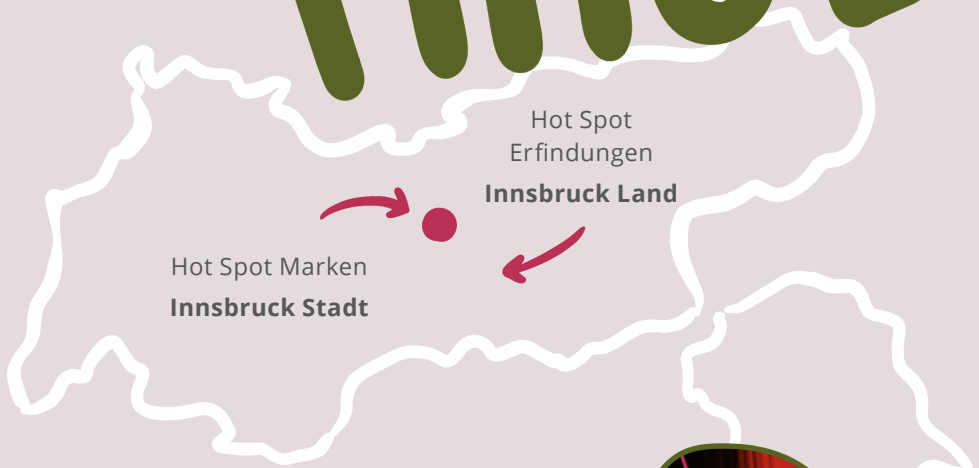 Hot Spot
Erfindungen
Innsbruck Land
Hot Spot Marken
Innsbruck Stadt